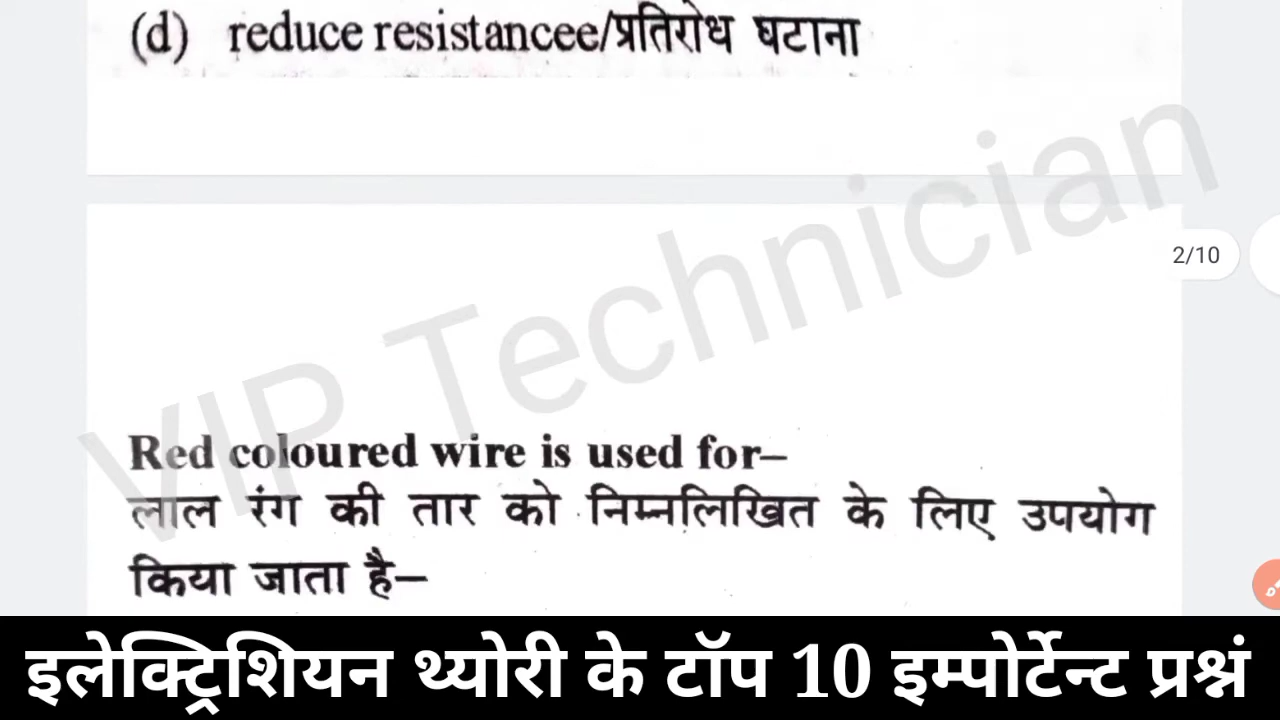 (d) reduce resistancee/प्रतिरोध घटाना
VIP Technician
2/10
Red coloured wire is used for–
लाल रंग की तार को निम्नलिखित के लिए उपयोग
किया जाता है–
इलेक्ट्रिशियन थ्योरी के टॉप 10 इम्पोर्टेन्ट प्रश्नं